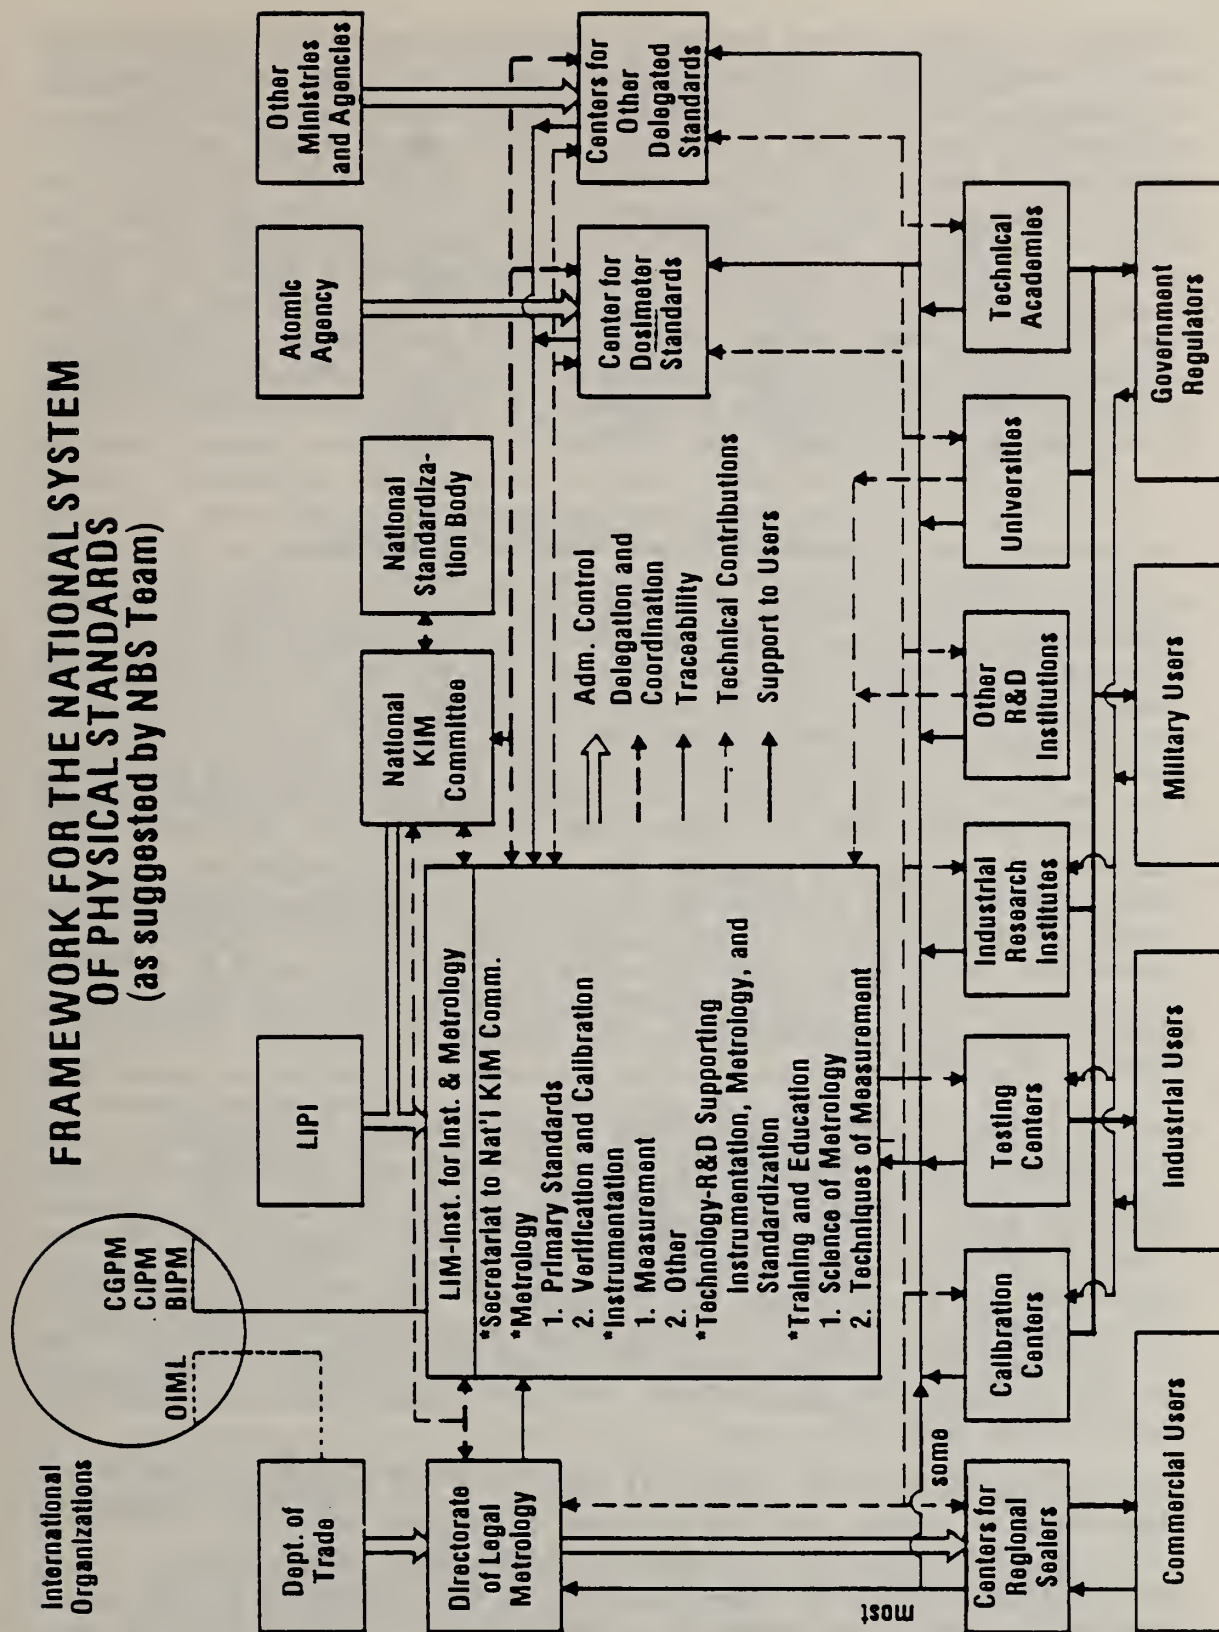 FRAMEWORK FOR THE NATIONAL SYSTEM
OF PHYSICAL STANDARDS
(as suggested by NBS Team)
International
Organizations
CGPM
CIPM
BIPM
OIML
Dept. of
Trade
LIPI
National
KIM
Committee
National
Standardiza-
tion Body
Atomic
Agency
Other
Ministries
and Agencies
Directorate
of Legal
Metrology
LIM-Inst. for Inst. & Metrology
*Secretariat to Nat'l KIM Comm.
*Metrology
1. Primary Standards
2. Verification and Calibration
*Instrumentation
1. Measurement
2. Other
*Technology-R&D Supporting
Instrumentation, Metrology, and
Standardization
*Training and Education
1. Science of Metrology
2. Techniques of Measurement
Adm. Control
Delegation and
Coordination
Traceability
Technical Contributions
Support to Users
Center for
Dosimeter
Standards
Centers for
Other
Delegated
Standards
most
some
Centers for
Regional
Sealers
Calibration
Centers
Testing
Centers
Industrial
Research
Institutes
Other
R&D
Institutions
Universities
Technical
Academies
Commercial Users
Industrial Users
Military Users
Government
Regulators